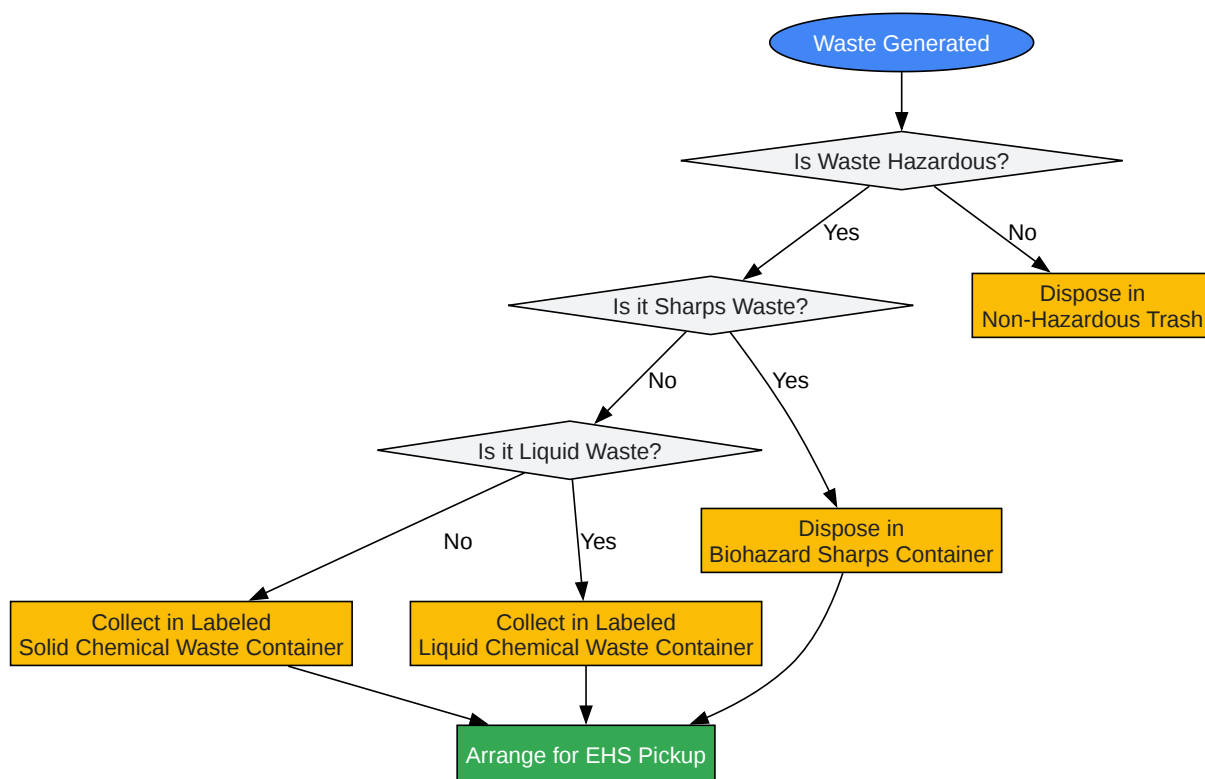 Waste Generated
Is Waste Hazardous?
Yes
No
Is it Sharps Waste?
Dispose in
Non-Hazardous Trash
No
Yes
Is it Liquid Waste?
Dispose in
Biohazard Sharps Container
No
Yes
Collect in Labeled
Solid Chemical Waste Container
Collect in Labeled
Liquid Chemical Waste Container
Arrange for EHS Pickup